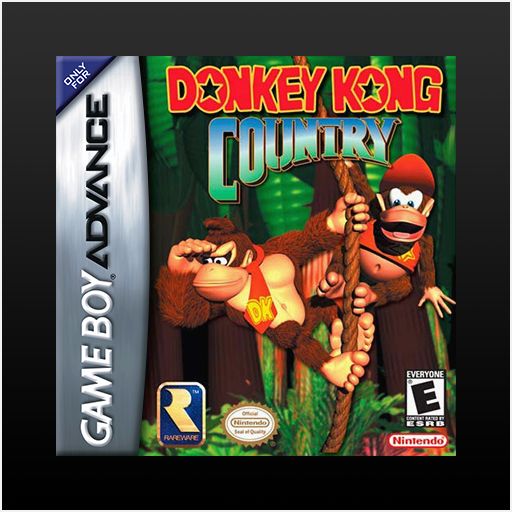 ONLY
FOR
GAME BOY ADVANCE
DONKEY KONG
COUNTRY
DK
R
RAREWARE
Official
Nintendo
Seal of Quality
EVERYONE
E
CONTENT RATED BY
ESRB
Nintendo